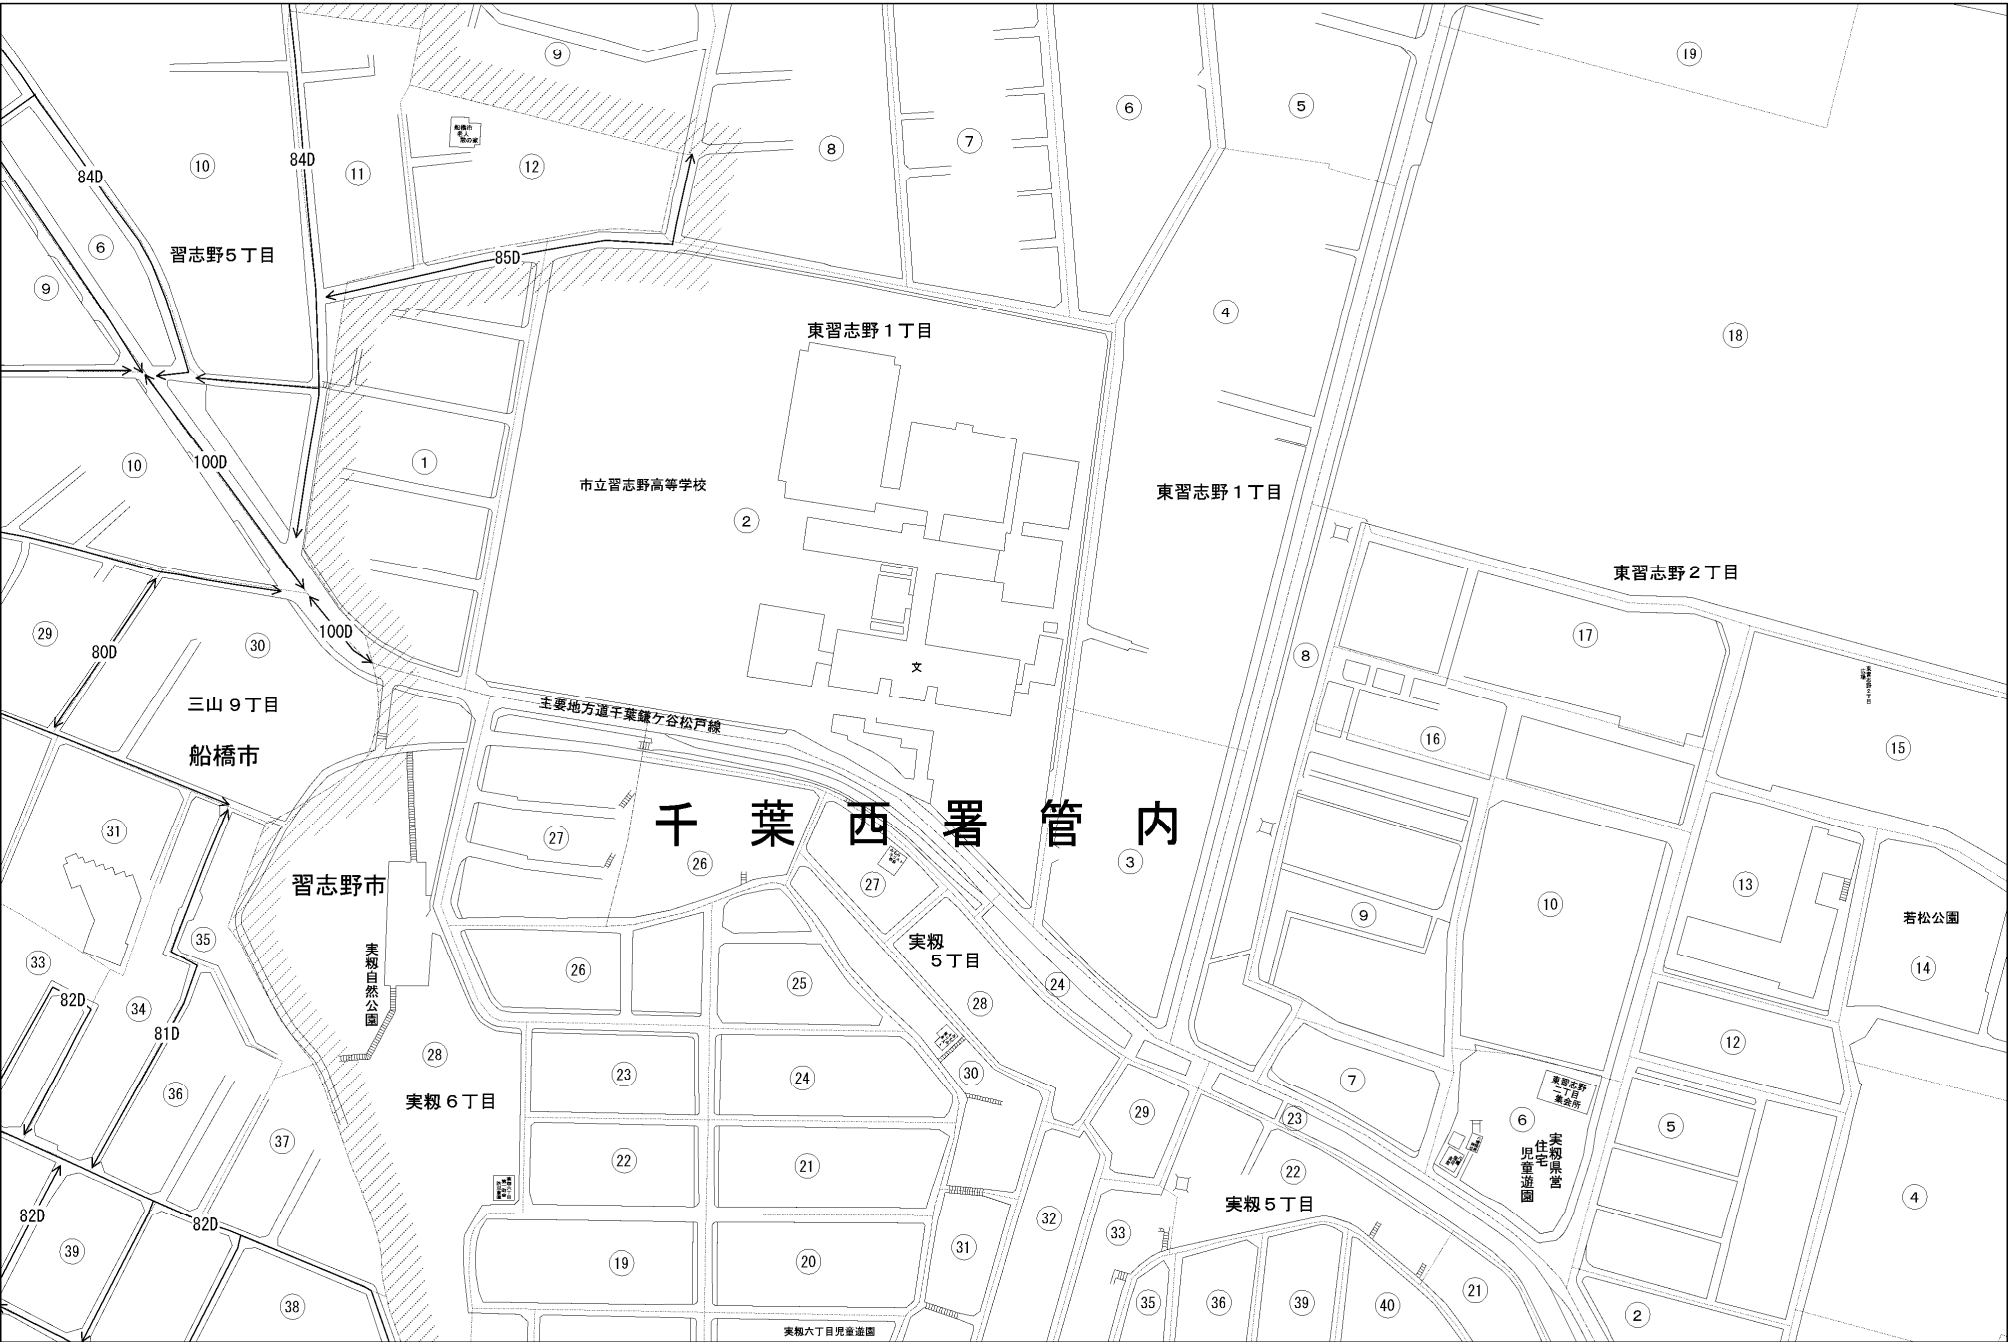 9
19
6
5
7
8
10
84D
11
船橋市
老人
憩の家
12
84D
6
習志野5丁目
85D
9
4
東習志野1丁目
18
1
10
100D
市立習志野高等学校
2
東習志野1丁目
東習志野2丁目
29
80D
30
100D
8
17
文
三山9丁目
主要地方道千葉鎌ケ谷松戸線
16
15
船橋市
千葉西署管内
31
27
26
3
27
習志野市
13
10
9
若松公園
35
実籾
5丁目
実籾自然公園
33
26
25
14
24
28
82D
34
81D
12
28
23
24
30
7
東習志野
二丁目
集会所
36
実籾6丁目
29
23
6
5
37
実籾県営
住宅
児童遊園
22
21
22
実籾5丁目
4
82D
82D
32
33
39
19
20
31
21
38
35
36
39
40
2
実籾六丁目児童遊園